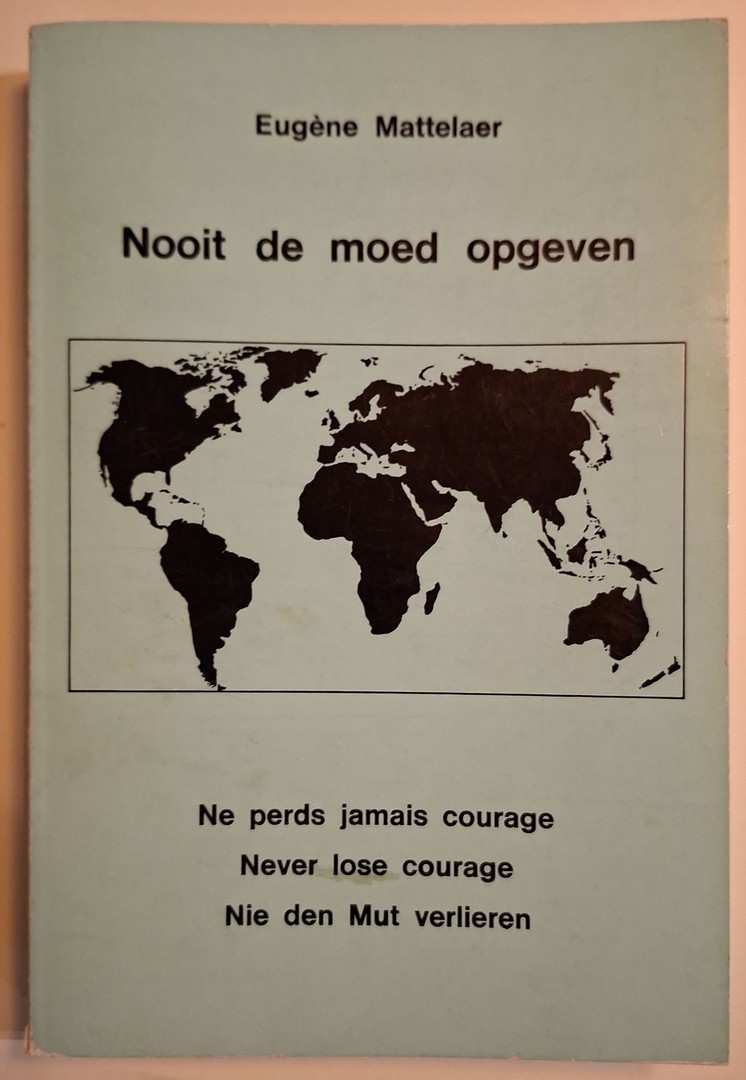 Eugène Mattelaer
Nooit de moed opgeven
Ne perds jamais courage
Never lose courage
Nie den Mut verlieren